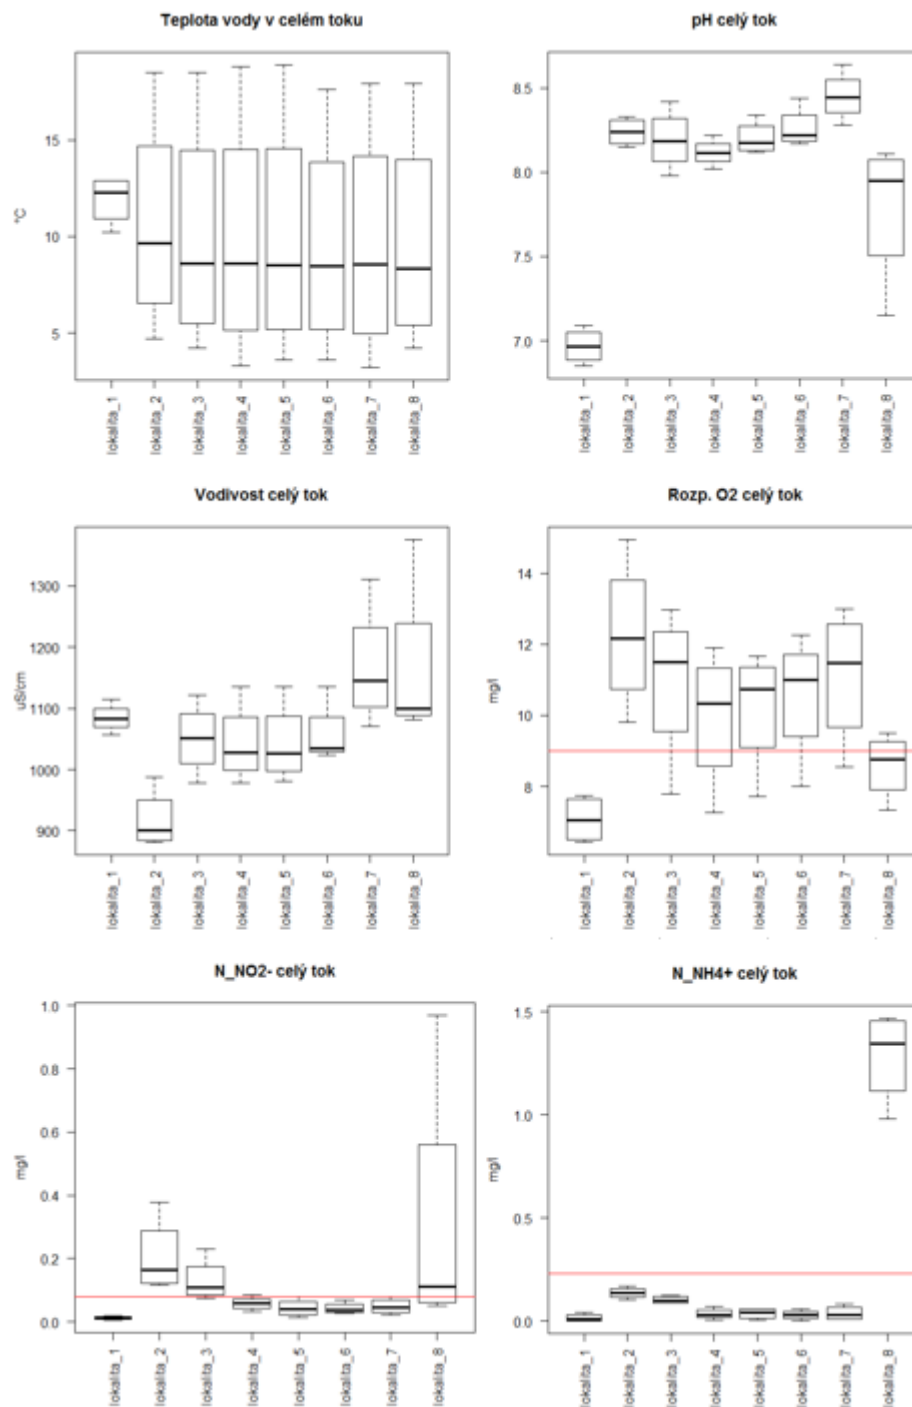 Teplota vody v celém toku
°C
15
10
5
lokalita_1
lokalita_2
lokalita_3
lokalita_4
lokalita_5
lokalita_6
lokalita_7
lokalita_8
pH celý tok
8.5
8.0
7.5
7.0
lokalita_1
lokalita_2
lokalita_3
lokalita_4
lokalita_5
lokalita_6
lokalita_7
lokalita_8
Vodivost celý tok
uS/cm
1300
1200
1100
1000
900
lokalita_1
lokalita_2
lokalita_3
lokalita_4
lokalita_5
lokalita_6
lokalita_7
lokalita_8
Rozp. O2 celý tok
mg/l
14
12
10
8
lokalita_1
lokalita_2
lokalita_3
lokalita_4
lokalita_5
lokalita_6
lokalita_7
lokalita_8
N_NO2- celý tok
mg/l
1.0
0.8
0.6
0.4
0.2
0.0
lokalita_1
lokalita_2
lokalita_3
lokalita_4
lokalita_5
lokalita_6
lokalita_7
lokalita_8
N_NH4+ celý tok
mg/l
1.5
1.0
0.5
0.0
lokalita_1
lokalita_2
lokalita_3
lokalita_4
lokalita_5
lokalita_6
lokalita_7
lokalita_8